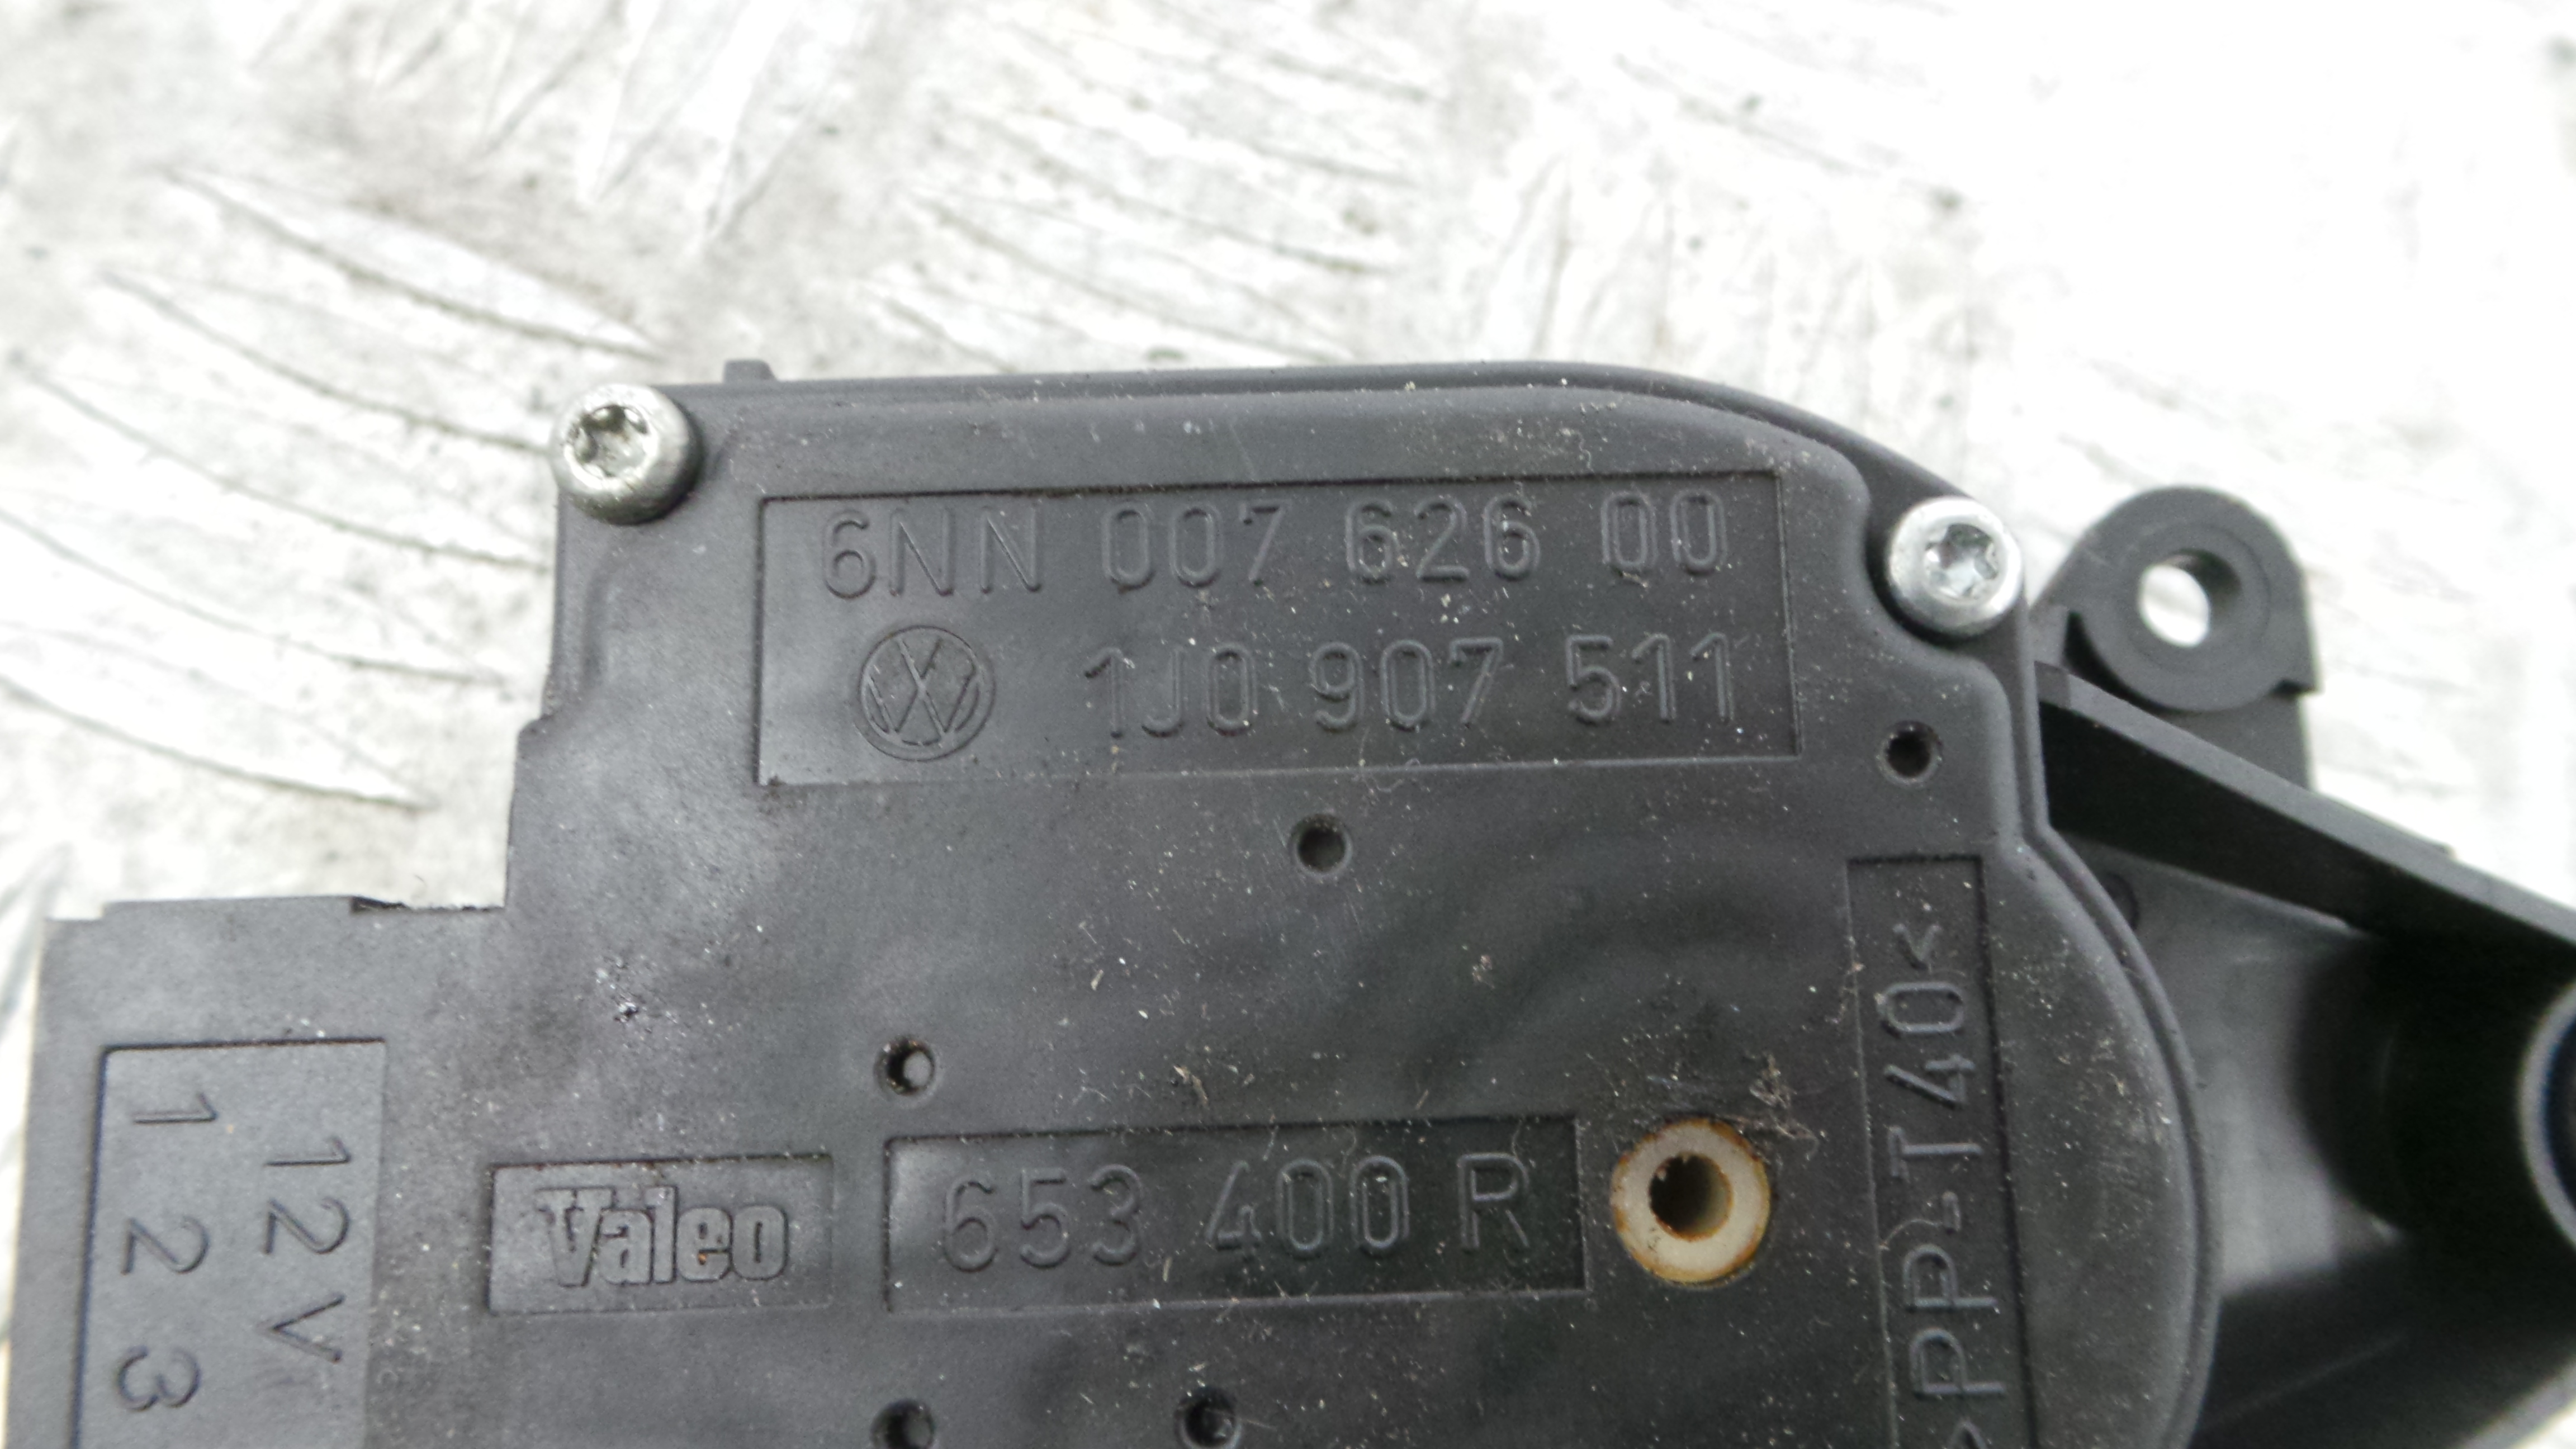 6NN 007 626 00
1J0 907 511
Valeo
653 400 R
>PP-T40<
12V
1 2 3